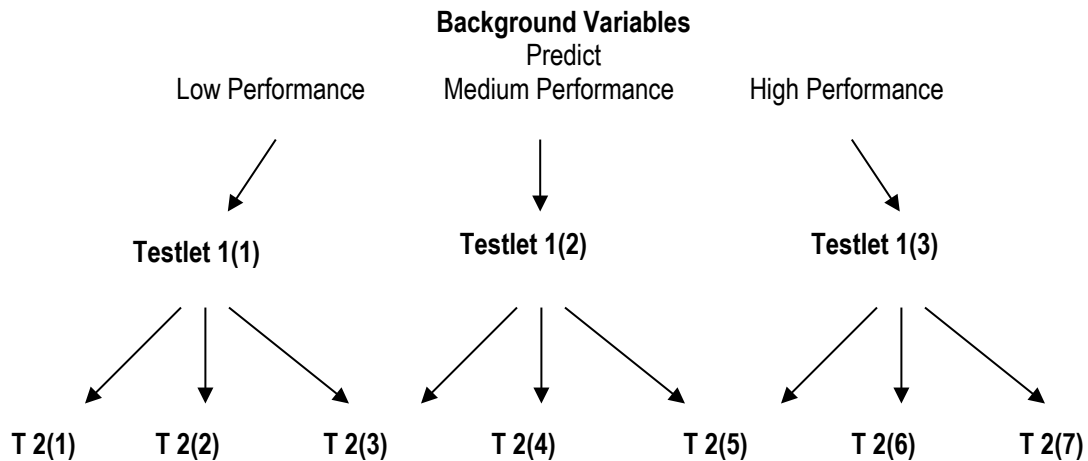 Background Variables
Predict
Low Performance Medium Performance High Performance
Testlet 1(1) Testlet 1(2) Testlet 1(3)
T 2(1) T 2(2) T 2(3) T 2(4) T 2(5) T 2(6) T 2(7)